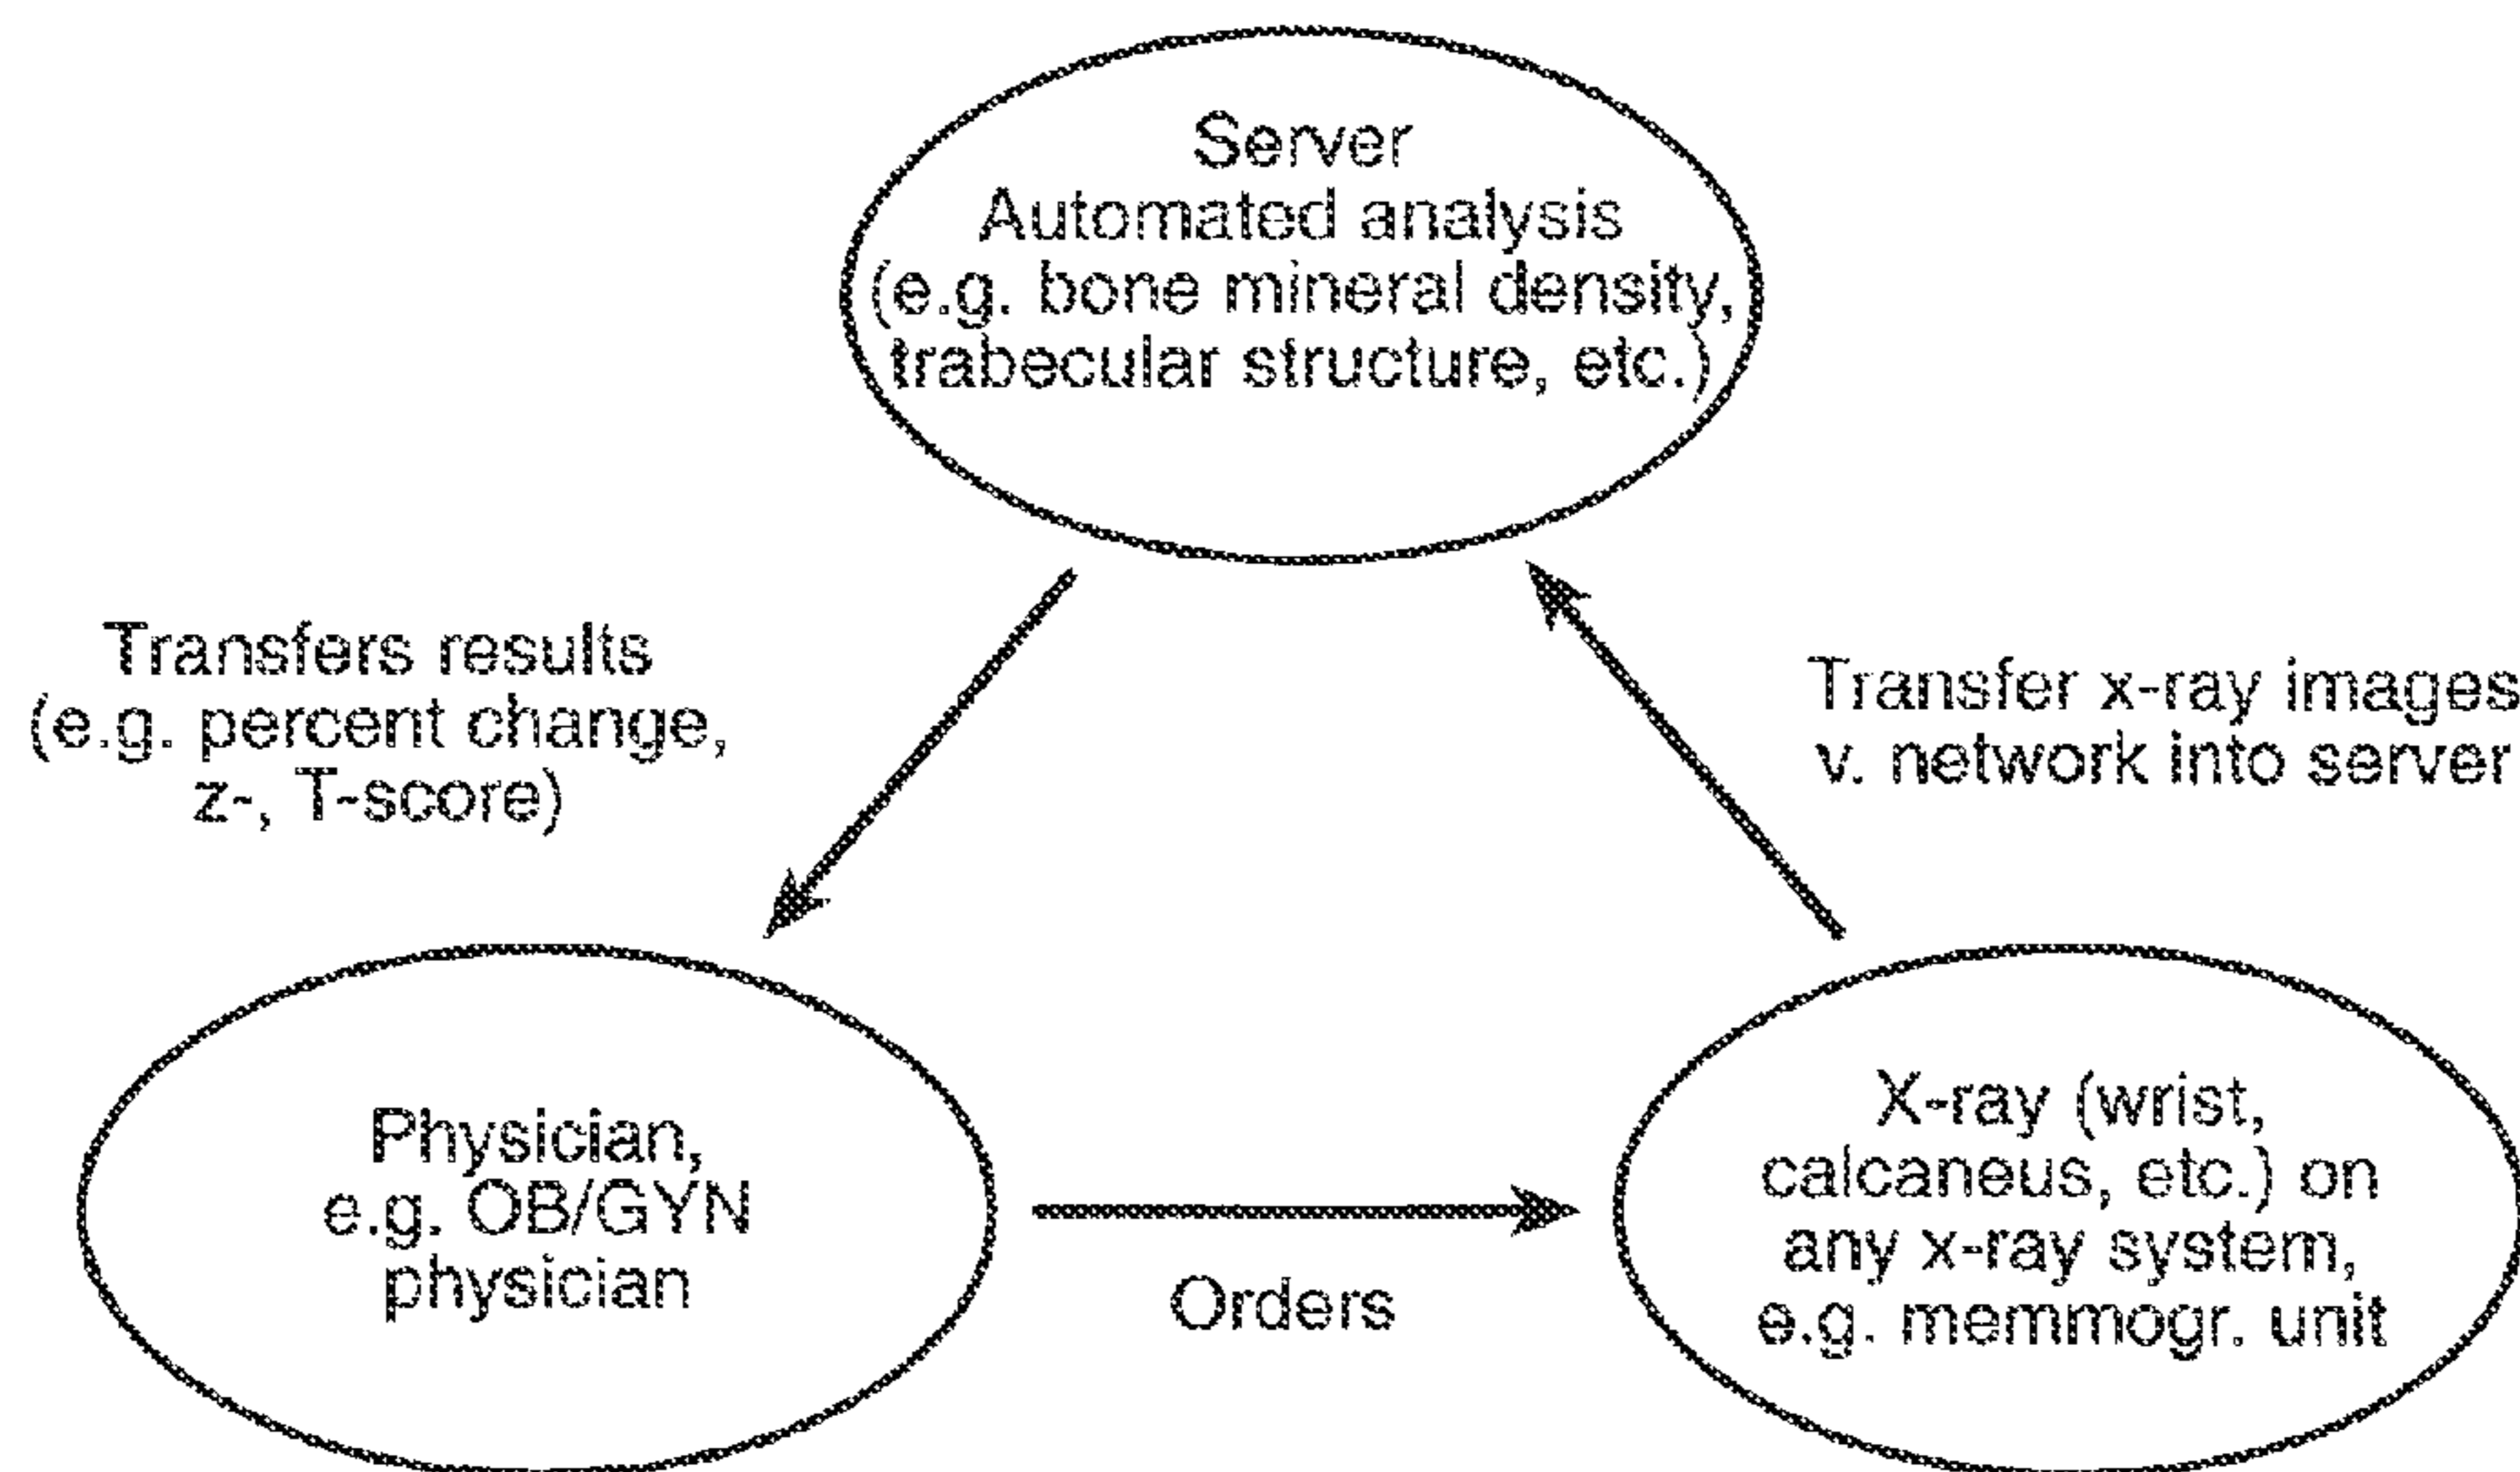 Server
Automated analysis
(e.g. bone mineral density,
trabecular structure, etc.)
Transfers results
(e.g. percent change,
z-, T-score)
Transfer x-ray images
v. network into server
Physician,
e.g. OB/GYN
physician
Orders
X-ray (wrist,
calcaneus, etc.) on
any x-ray system,
e.g. memmogr. unit